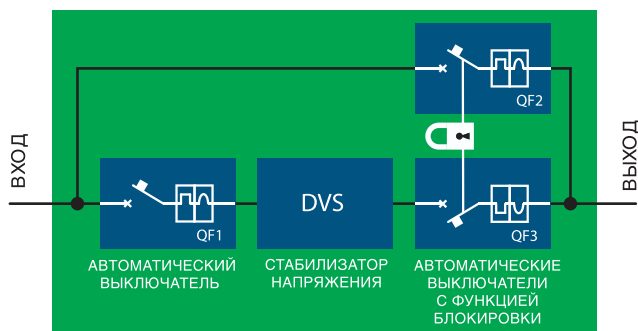 QF2
ВХОД
ВЫХОД
DVS
QF1
QF3
АВТОМАТИЧЕСКИЙ
ВЫКЛЮЧАТЕЛЬ
СТАБИЛИЗАТОР
НАПРЯЖЕНИЯ
АВТОМАТИЧЕСКИЕ
ВЫКЛЮЧАТЕЛИ
С ФУНКЦИЕЙ
БЛОКИРОВКИ